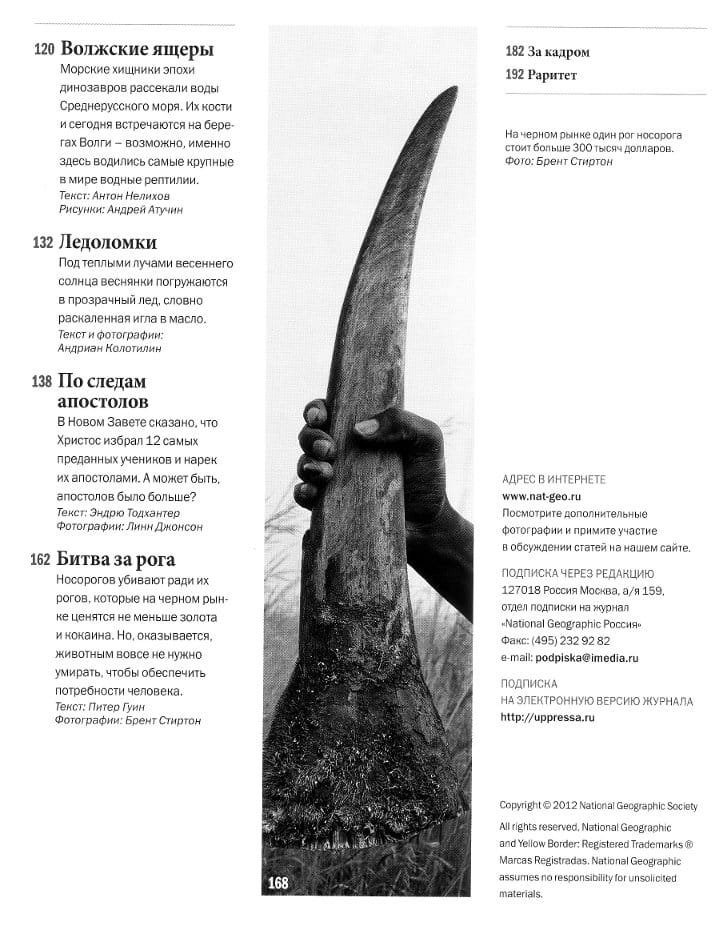 120 Волжские ящеры
Морские хищники эпохи
динозавров рассекали воды
Среднерусского моря. Их кости
и сегодня встречаются на бере-
гах Волги – возможно, именно
здесь водились самые крупные
в мире водные рептилии.
Текст: Антон Нелихов
Рисунки: Андрей Атучин
132 Ледоломки
Под теплыми лучами весеннего
солнца веснянки погружаются
в прозрачный лед, словно
раскаленная игла в масло.
Текст и фотографии:
Андриан Колотилин
138 По следам
апостолов
В Новом Завете сказано, что
Христос избрал 12 самых
преданных учеников и нарек
их апостолами. А может быть,
апостолов было больше?
Текст: Эндрю Тодхантер
Фотографии: Линн Джонсон
162 Битва за рога
Носорогов убивают ради их
рогов, которые на черном рын-
ке ценятся не меньше золота
и кокаина. Но, оказывается,
животным вовсе не нужно
умирать, чтобы обеспечить
потребности человека.
Текст: Питер Гуин
Фотографии: Брент Стиртон
168
182 За кадром
192 Раритет
На черном рынке один рог носорога
стоит больше 300 тысяч долларов.
Фото: Брент Стиртон
АДРЕС В ИНТЕРНЕТЕ
www.nat-geo.ru
Посмотрите дополнительные
фотографии и примите участие
в обсуждении статей на нашем сайте.
ПОДПИСКА ЧЕРЕЗ РЕДАКЦИЮ
127018 Россия Москва, а/я 159,
отдел подписки на журнал
«National Geographic Россия»
Факс: (495) 232 92 82
e-mail: podpiska@imedia.ru
ПОДПИСКА
НА ЭЛЕКТРОННУЮ ВЕРСИЮ ЖУРНАЛА
http://uppressa.ru
Copyright © 2012 National Geographic Society
All rights reserved. National Geographic
and Yellow Border: Registered Trademarks ®
Marcas Registradas. National Geographic
assumes no responsibility for unsolicited
materials.